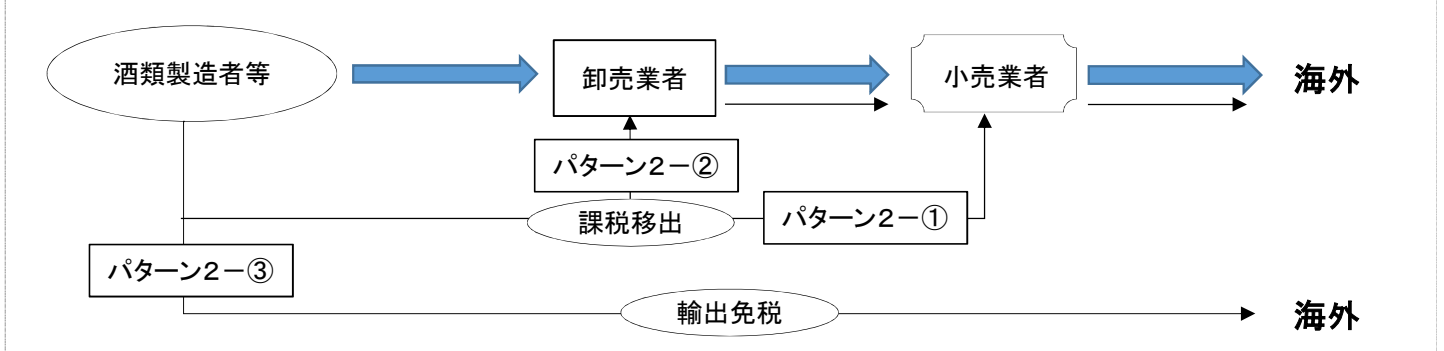 酒類製造者等
卸売業者
小売業者
海外
パターン2-②
課税移出
パターン2-①
パターン2-③
輸出免税
海外